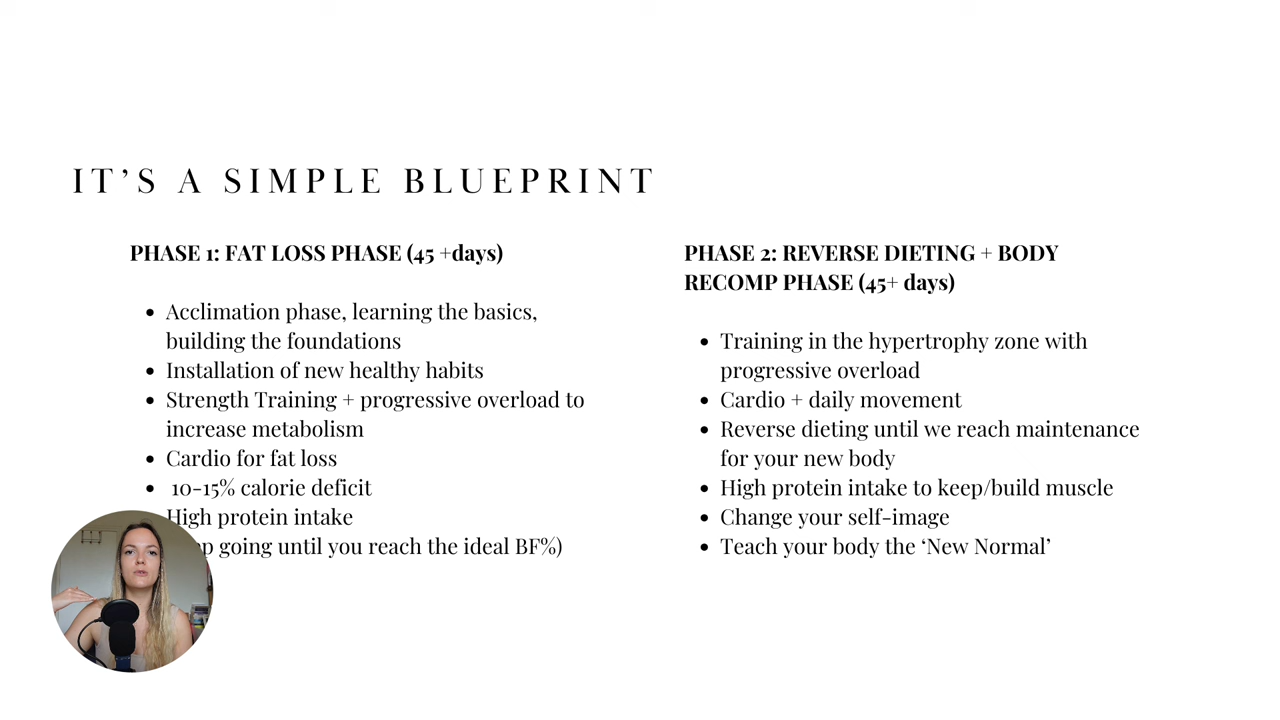 IT'S A SIMPLE BLUEPRINT
PHASE 1: FAT LOSS PHASE (45 +days)
• Acclimation phase, learning the basics,
building the foundations
• Installation of new healthy habits
• Strength Training + progressive overload to
increase metabolism
• Cardio for fat loss
• 10-15% calorie deficit
High protein intake
going until you reach the ideal BF%)
PHASE 2: REVERSE DIETING + BODY
RECOMP PHASE (45+ days)
• Training in the hypertrophy zone with
progressive overload
• Cardio + daily movement
• Reverse dieting until we reach maintenance
for your new body
• High protein intake to keep/build muscle
• Change your self-image
• Teach your body the ‘New Normal’